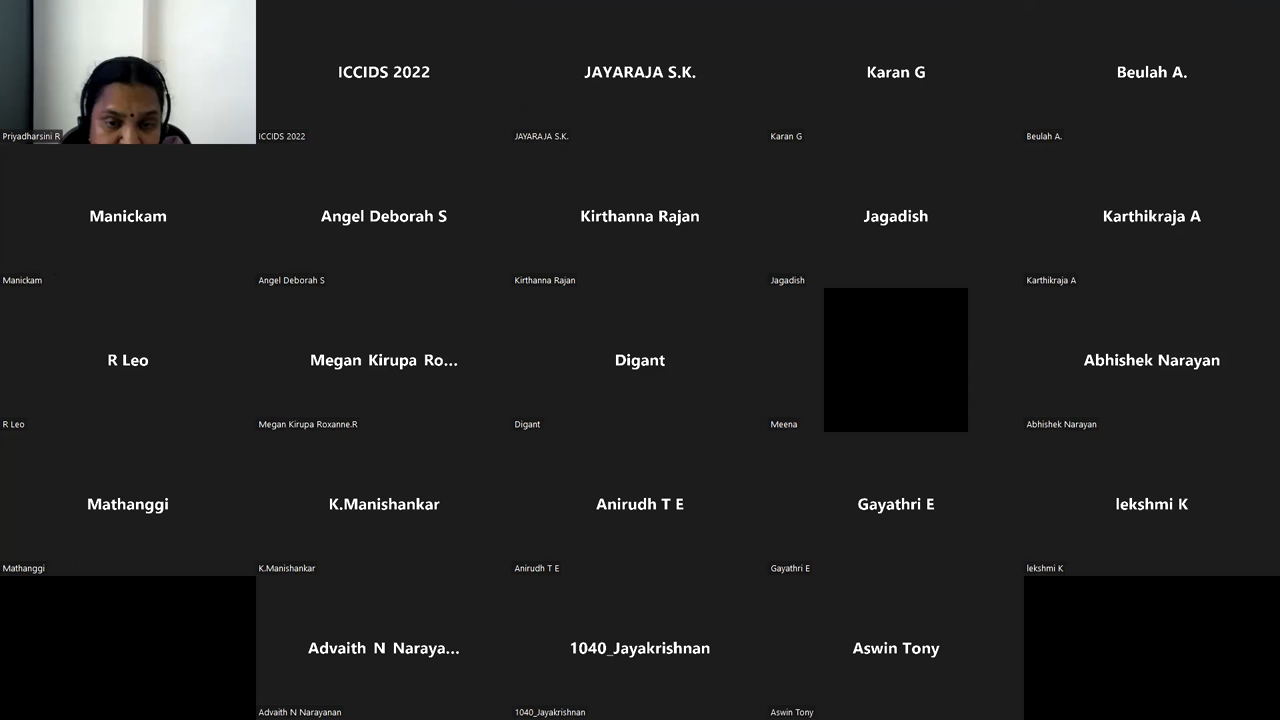 ICCIDS 2022
JAYARAJA S.K.
Karan G
Beulah A.
Priyadharsini R
ICCIDS 2022
JAYARAJA S.K.
Karan G
Beulah A.
Manickam
Angel Deborah S
Kirthanna Rajan
Jagadish
Karthikraja A
Manickam
Angel Deborah S
Kirthanna Rajan
Jagadish
Karthikraja A
R Leo
Megan Kirupa Ro...
Digant
Abhishek Narayan
R Leo
Megan Kirupa Roxanne.R
Digant
Meena
Abhishek Narayan
Mathanggi
K.Manishankar
Anirudh T E
Gayathri E
lekshmi K
Mathanggi
K.Manishankar
Anirudh T E
Gayathri E
lekshmi K
Advaith N Naraya...
1040_Jayakrishnan
Aswin Tony
Advaith N Narayanan
1040_Jayakrishnan
Aswin Tony